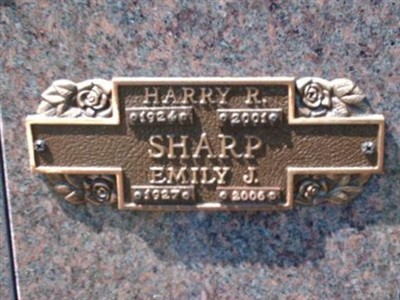 HARRY R.
1924 2001
SHARP
EMILY J.
1927 2006